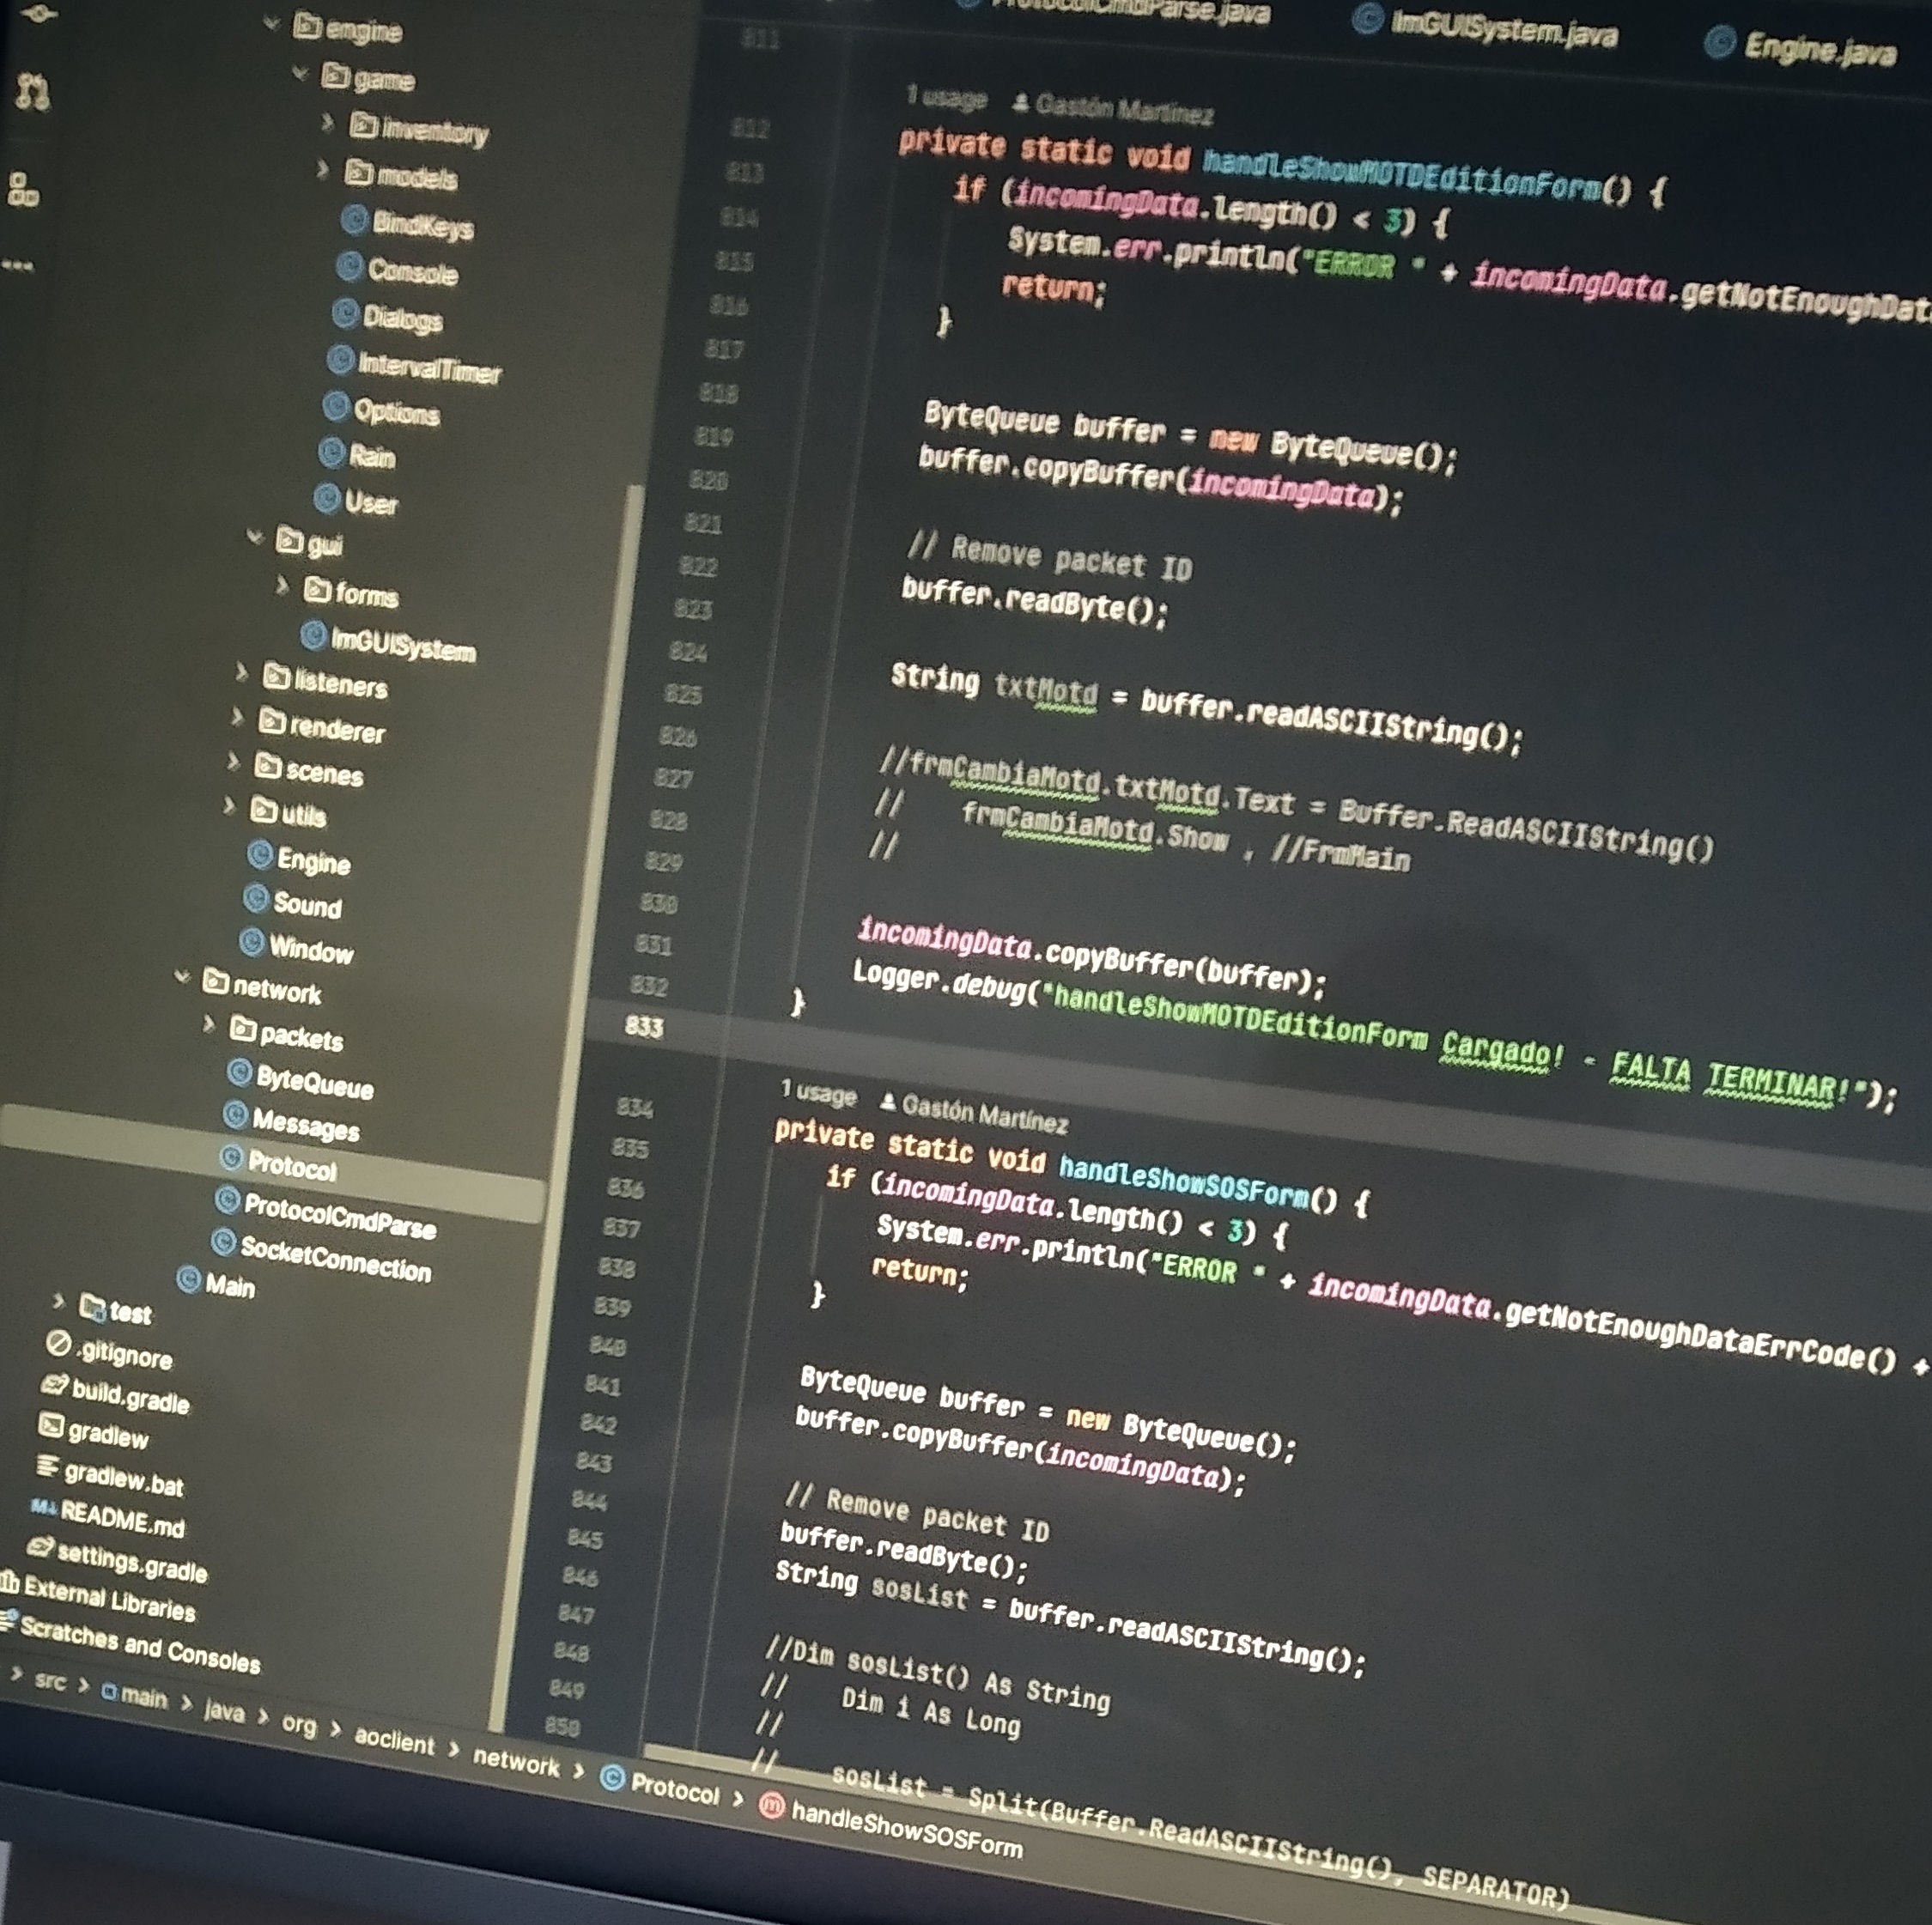 engine
game
inventory
models
BindKeys
Console
Dialogs
IntervalTimer
Options
Rain
User
gui
forms
ImGUISystem
listeners
renderer
scenes
utils
Engine
Sound
Window
network
packets
ByteQueue
Messages
Protocol
ProtocolCmdParse
SocketConnection
Main
test
.gitignore
build.gradle
gradlew
gradlew.bat
README.md
settings.gradle
External Libraries
Scratches and Consoles
ProtocolCmdParse.java ImGUISystem.java Engine.java
811
1 usage Gastón Martínez
812 private static void handleShowMOTDEditionForm() {
813 if (incomingData.length() < 3) {
814 System.err.println("ERROR " + incomingData.getNotEnoughDat
815 return;
816 }
817
818 ByteQueue buffer = new ByteQueue();
819 buffer.copyBuffer(incomingData);
820
821 // Remove packet ID
822 buffer.readByte();
823
824 String txtMotd = buffer.readASCIIString();
825
826 //frmCambiaMotd.txtMotd.Text = Buffer.ReadASCIIString()
827 // frmCambiaMotd.Show , //FrmMain
828 //
829
830 incomingData.copyBuffer(buffer);
831 Logger.debug("handleShowMOTDEditionForm Cargado! - FALTA TERMINAR!");
832 }
833
1 usage Gastón Martínez
834 private static void handleShowSOSForm() {
835 if (incomingData.length() < 3) {
836 System.err.println("ERROR " + incomingData.getNotEnoughDataErrCode() +
837 return;
838 }
839
840 ByteQueue buffer = new ByteQueue();
841 buffer.copyBuffer(incomingData);
842
843 // Remove packet ID
844 buffer.readByte();
845 String sosList = buffer.readASCIIString();
846
847 //Dim sosList() As String
848 // Dim i As Long
849 //
850 // sosList = Split(Buffer.ReadASCIIString(), SEPARATOR)
src > main > java > org > aoclient > network > Protocol > handleShowSOSForm